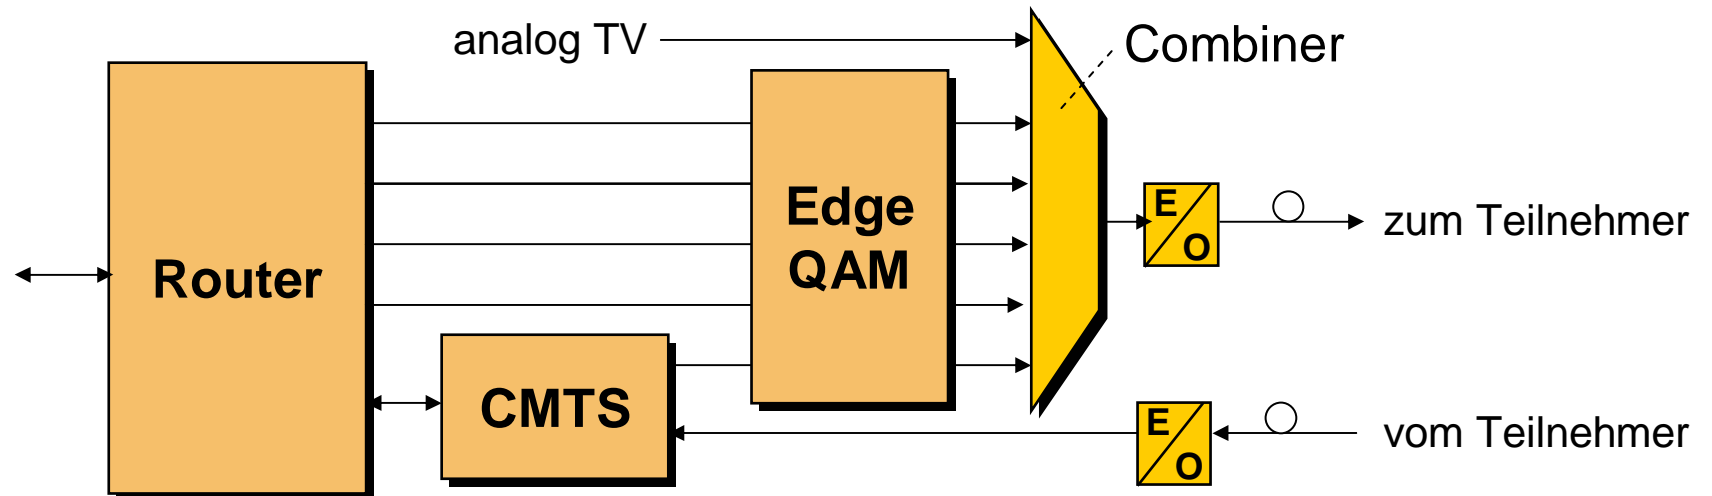 analog TV
Combiner
Router
Edge
QAM
E
O
zum Teilnehmer
CMTS
E
O
vom Teilnehmer